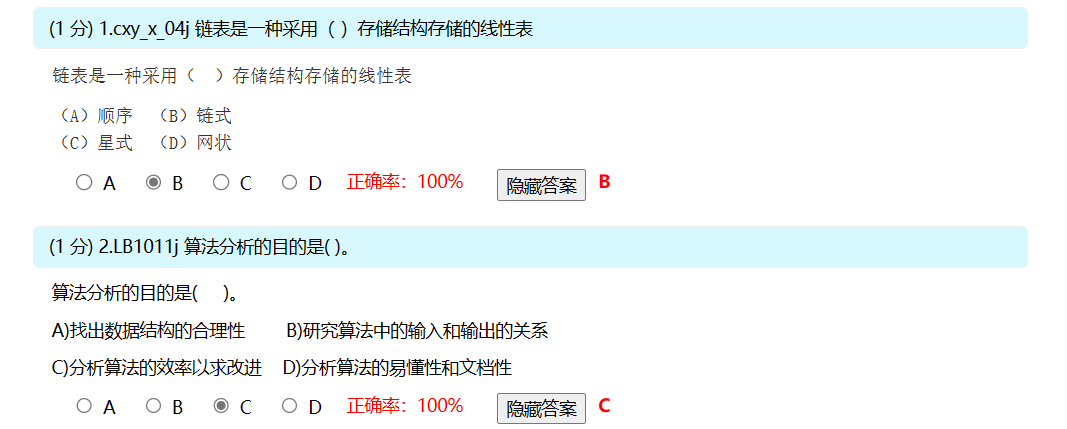 (1 分) 1.cxy_x_04j 链表是一种采用（ ）存储结构存储的线性表
链表是一种采用（　）存储结构存储的线性表
（A）顺序　（B）链式
（C）星式　（D）网状
A B C D 正确率：100% 隐藏答案 B
(1 分) 2.LB1011j 算法分析的目的是( )。
算法分析的目的是(　 )。
A)找出数据结构的合理性　　B)研究算法中的输入和输出的关系
C)分析算法的效率以求改进　D)分析算法的易懂性和文档性
A B C D 正确率：100% 隐藏答案 C